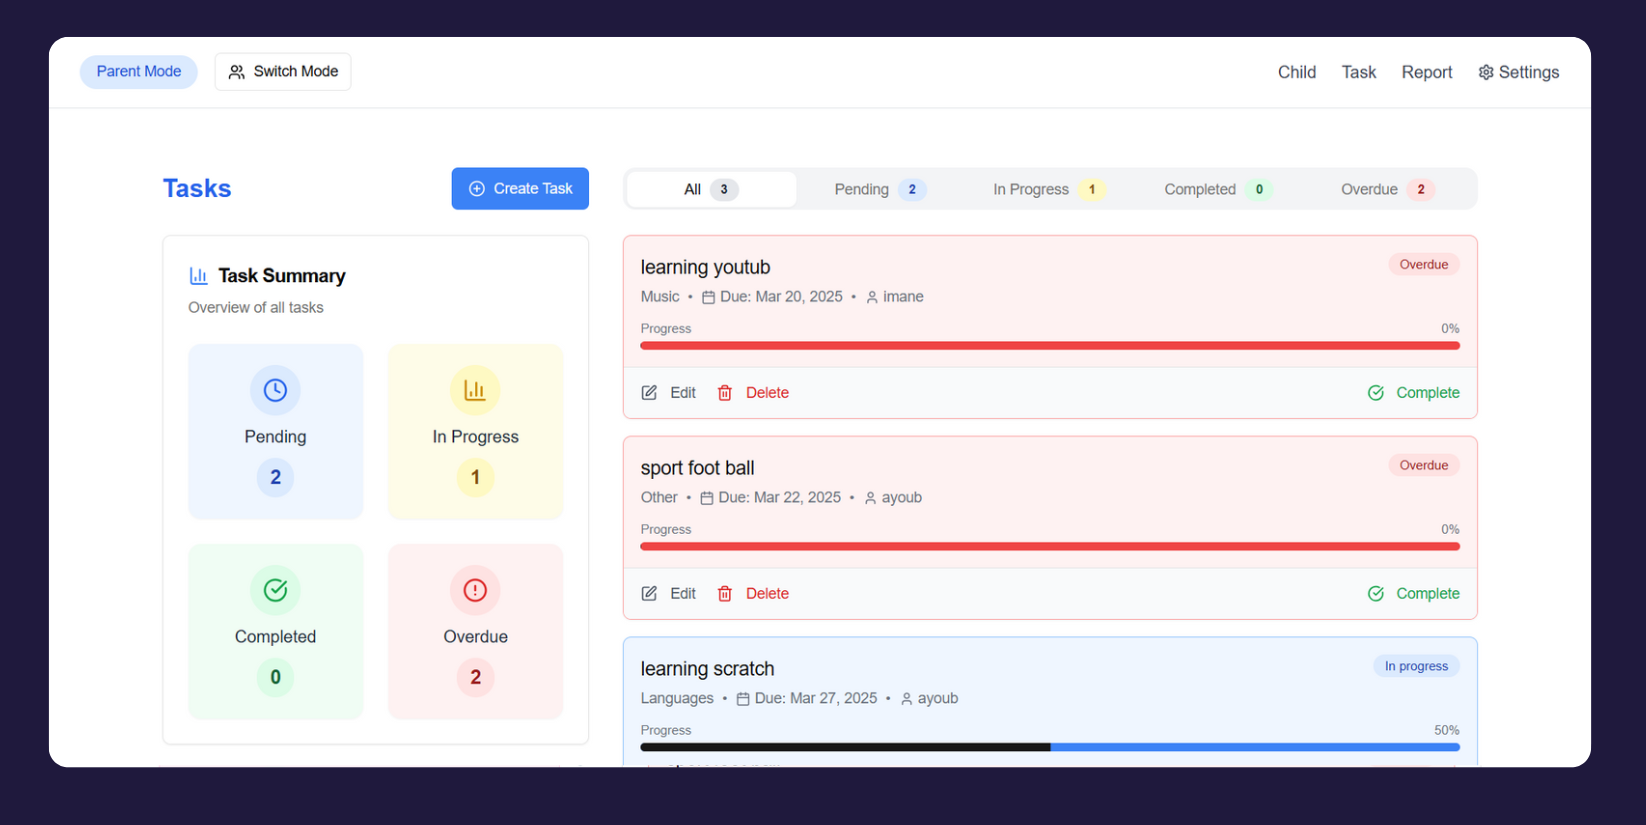 Parent Mode
Switch Mode
Child Task Report Settings
Tasks
Create Task
All 3 Pending 2 In Progress 1 Completed 0 Overdue 2
Task Summary
Overview of all tasks
Pending
2
In Progress
1
Completed
0
Overdue
2
learning youtub
Overdue
Music • Due: Mar 20, 2025 • imane
Progress 0%
Edit Delete Complete
sport foot ball
Overdue
Other • Due: Mar 22, 2025 • ayoub
Progress 0%
Edit Delete Complete
learning scratch
In progress
Languages • Due: Mar 27, 2025 • ayoub
Progress 50%